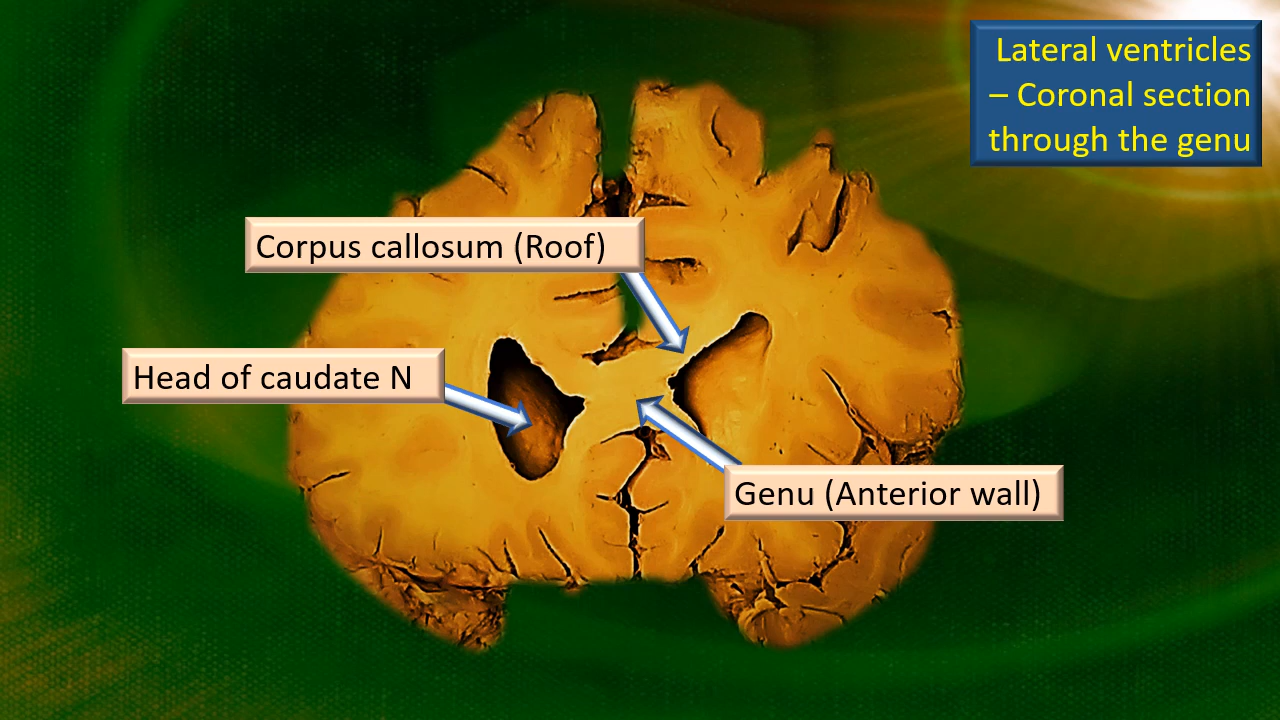 Lateral ventricles
– Coronal section
through the genu
Corpus callosum (Roof)
Head of caudate N
Genu (Anterior wall)